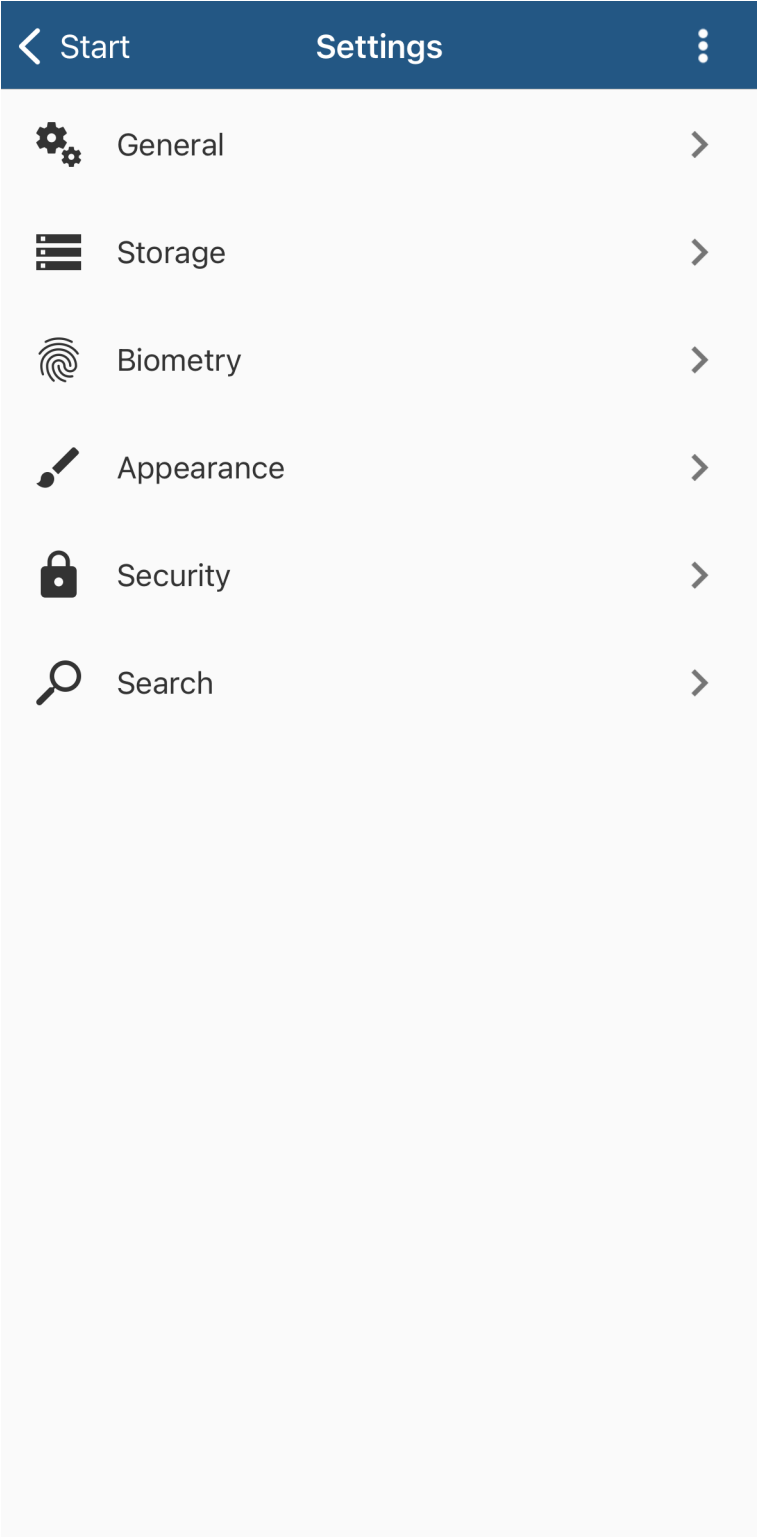 Start Settings
General
Storage
Biometry
Appearance
Security
Search